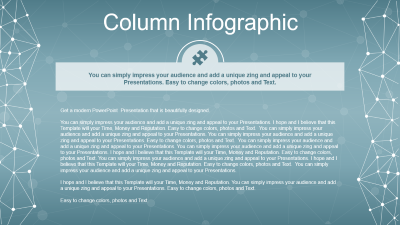 Column Infographic
You can simply impress your audience and add a unique zing and appeal to your
Presentations. Easy to change colors, photos and Text.
Get a modern PowerPoint Presentation that is beautifully designed.
You can simply impress your audience and add a unique zing and appeal to your Presentations. I hope and I believe that this
Template will your Time, Money and Reputation. Easy to change colors, photos and Text. You can simply impress your
audience and add a unique zing and appeal to your Presentations. You can simply impress your audience and add a unique
zing and appeal to your Presentations. Easy to change colors, photos and Text. You can simply impress your audience and
add a unique zing and appeal to your Presentations. You can simply impress your audience and add a unique zing and appeal
to your Presentations. I hope and I believe that this Template will your Time, Money and Reputation. Easy to change colors,
photos and Text. You can simply impress your audience and add a unique zing and appeal to your Presentations. I hope and I
believe that this Template will your Time, Money and Reputation. Easy to change colors, photos and Text. You can simply
impress your audience and add a unique zing and appeal to your Presentations.
I hope and I believe that this Template will your Time, Money and Reputation. You can simply impress your audience and add
a unique zing and appeal to your Presentations. Easy to change colors, photos and Text.
Easy to change colors, photos and Text.